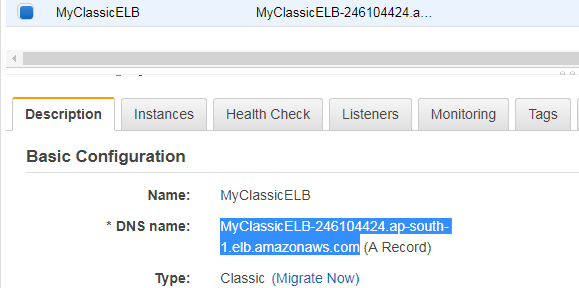 MyClassicELB MyClassicELB-246104424.a...
Description Instances Health Check Listeners Monitoring Tags
Basic Configuration
Name: MyClassicELB
* DNS name: MyClassicELB-246104424.ap-south-
1.elb.amazonaws.com (A Record)
Type: Classic (Migrate Now)